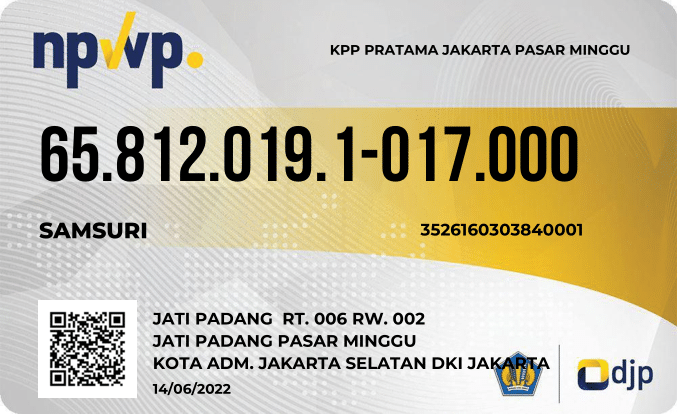 npwp.
KPP PRATAMA JAKARTA PASAR MINGGU
65.812.019.1-017.000
SAMSURI
3526160303840001
JATI PADANG RT. 006 RW. 002
JATI PADANG PASAR MINGGU
KOTA ADM. JAKARTA SELATAN DKI JAKARTA
14/06/2022
djp